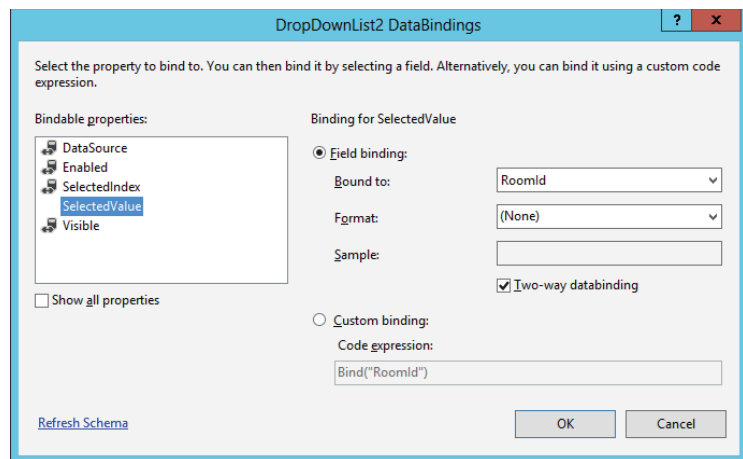 DropDownList2 DataBindings
? x
Select the property to bind to. You can then bind it by selecting a field. Alternatively, you can bind it using a custom code
expression.
Bindable properties:
Binding for SelectedValue
DataSource
Enabled
SelectedIndex
SelectedValue
Visible
Field binding:
Bound to: RoomId
Format: (None)
Sample:
Two-way databinding
Show all properties
Custom binding:
Code expression:
Bind("RoomId")
Refresh Schema
OK
Cancel